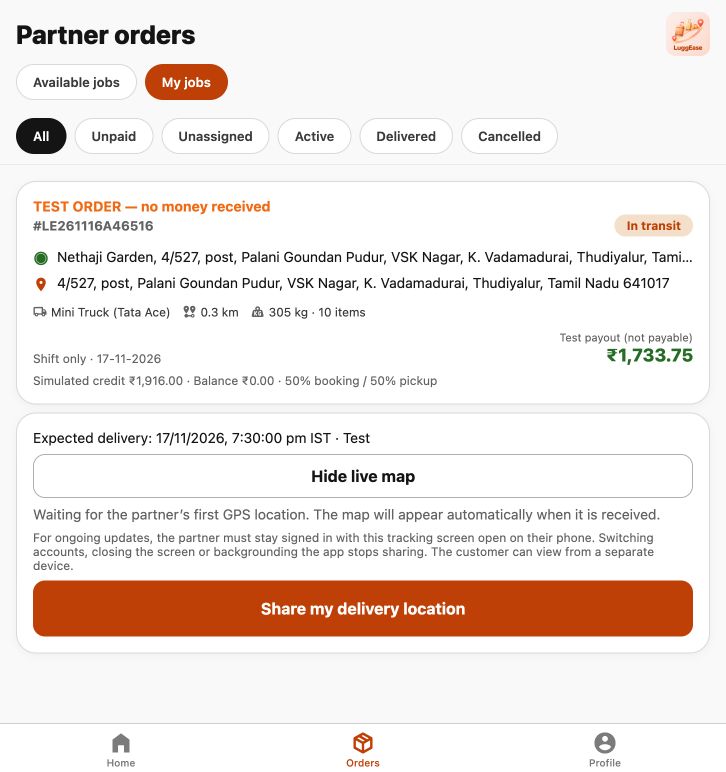 Partner orders
LuggEase
Available jobs
My jobs
All
Unpaid
Unassigned
Active
Delivered
Cancelled
TEST ORDER — no money received
#LE261116A46516
In transit
Nethaji Garden, 4/527, post, Palani Goundan Pudur, VSK Nagar, K. Vadamadurai, Thudiyalur, Tami...
4/527, post, Palani Goundan Pudur, VSK Nagar, K. Vadamadurai, Thudiyalur, Tamil Nadu 641017
Mini Truck (Tata Ace) 0.3 km 305 kg · 10 items
Test payout (not payable)
₹1,733.75
Shift only · 17-11-2026
Simulated credit ₹1,916.00 · Balance ₹0.00 · 50% booking / 50% pickup
Expected delivery: 17/11/2026, 7:30:00 pm IST · Test
Hide live map
Waiting for the partner’s first GPS location. The map will appear automatically when it is received.
For ongoing updates, the partner must stay signed in with this tracking screen open on their phone. Switching
accounts, closing the screen or backgrounding the app stops sharing. The customer can view from a separate
device.
Share my delivery location
Home
Orders
Profile